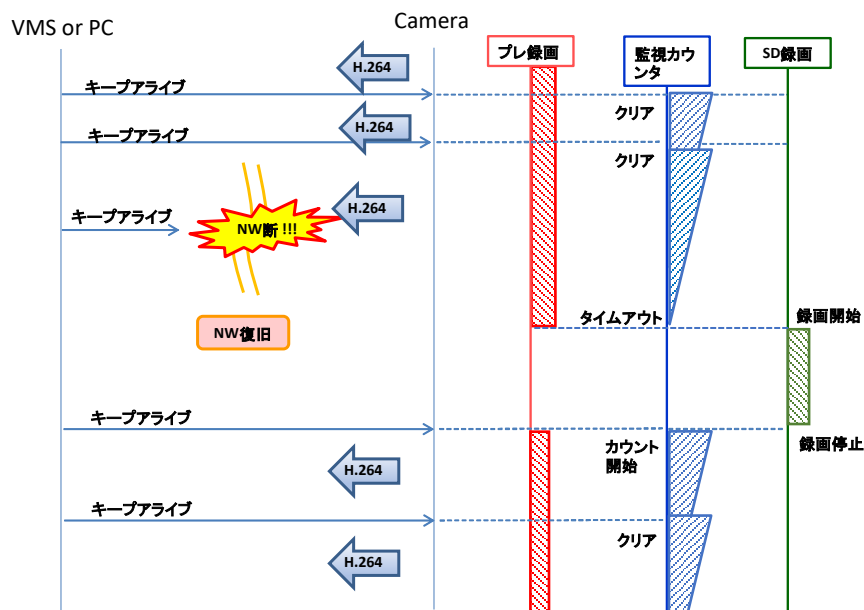 VMS or PC
Camera
プレ録画
監視カウン
タ
SD録画
H.264
キープアライブ
クリア
H.264
キープアライブ
クリア
H.264
キープアライブ
NW断 !!!
タイムアウト
録画開始
NW復旧
キープアライブ
カウント
開始
録画停止
H.264
キープアライブ
クリア
H.264